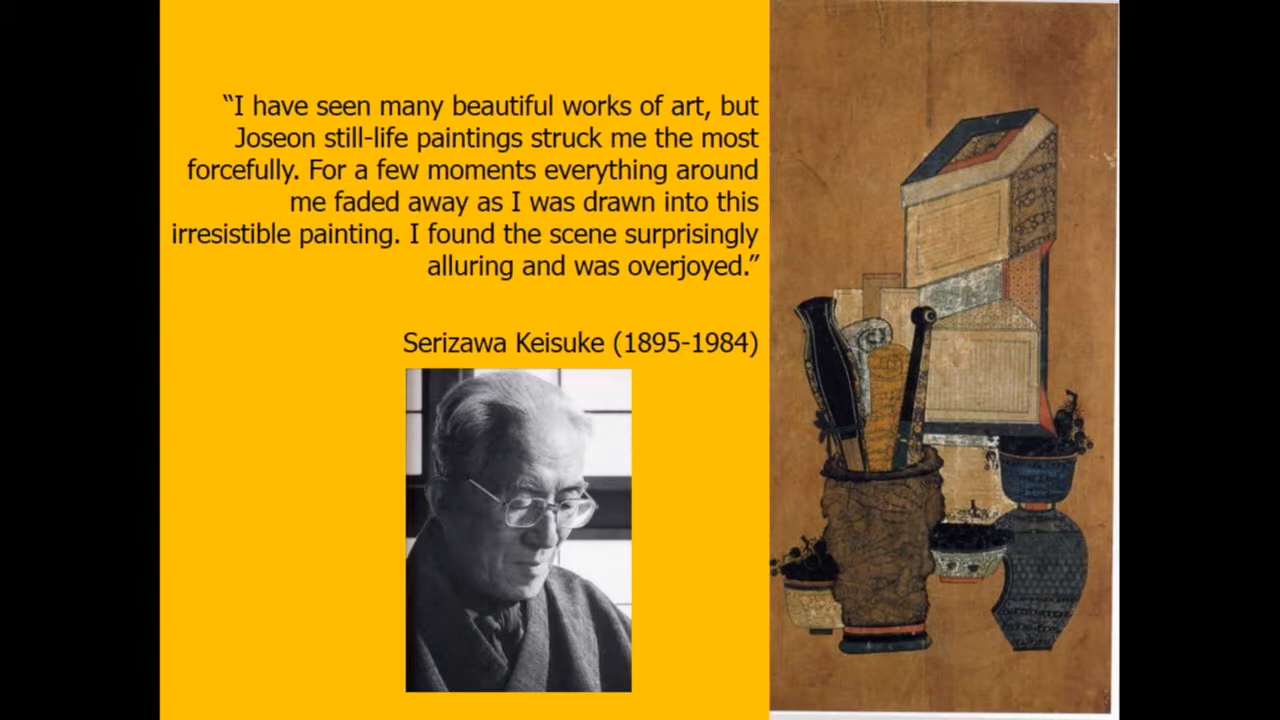 “I have seen many beautiful works of art, but
Joseon still-life paintings struck me the most
forcefully. For a few moments everything around
me faded away as I was drawn into this
irresistible painting. I found the scene surprisingly
alluring and was overjoyed.”
Serizawa Keisuke (1895-1984)